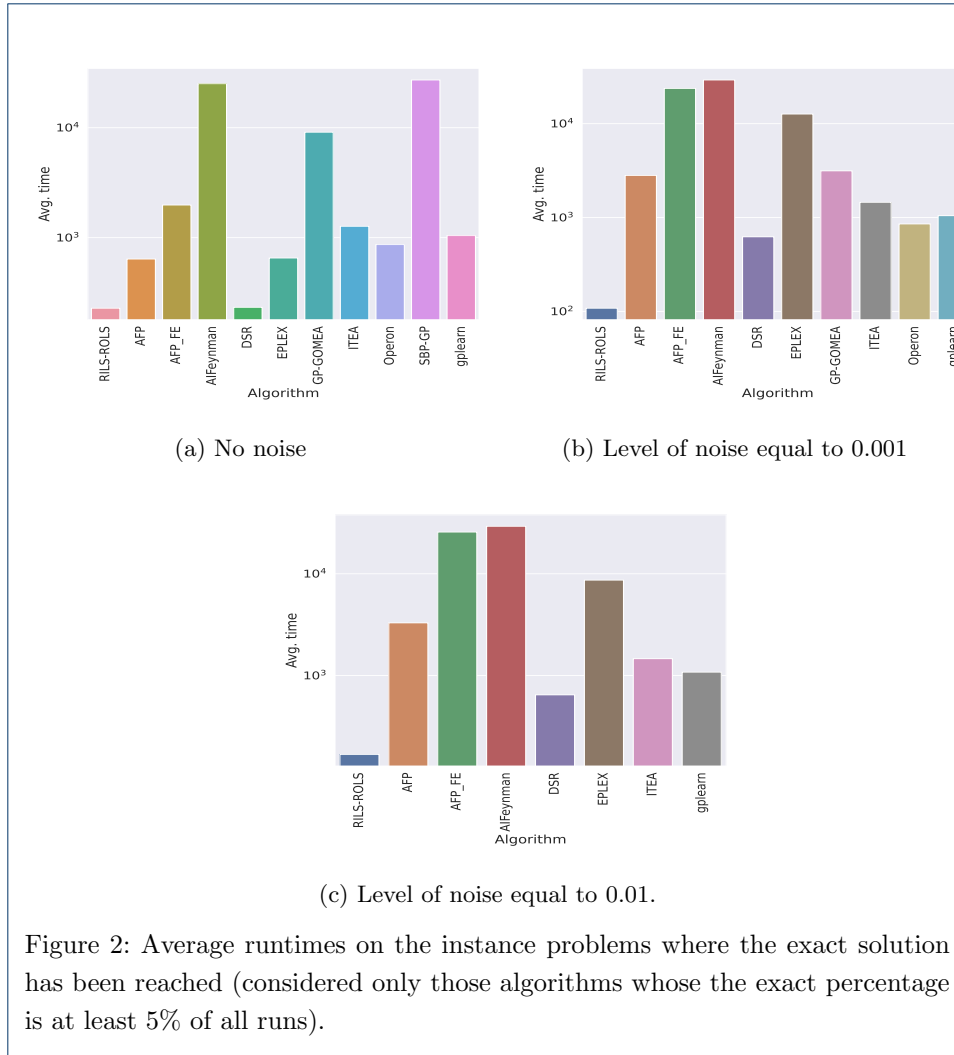 10⁴
10³
Avg. time
RILS-ROLS
AFP
AFP_FE
AIFeynman
DSR
EPLEX
GP-GOMEA
ITEA
Operon
SBP-GP
gplearn
Algorithm
(a) No noise
10⁴
10³
10²
Avg. time
RILS-ROLS
AFP
AFP_FE
AIFeynman
DSR
EPLEX
GP-GOMEA
ITEA
Operon
gplearn
Algorithm
(b) Level of noise equal to 0.001
10⁴
10³
Avg. time
RILS-ROLS
AFP
AFP_FE
AIFeynman
DSR
EPLEX
ITEA
gplearn
Algorithm
(c) Level of noise equal to 0.01.
Figure 2: Average runtimes on the instance problems where the exact solution
has been reached (considered only those algorithms whose the exact percentage
is at least 5% of all runs).